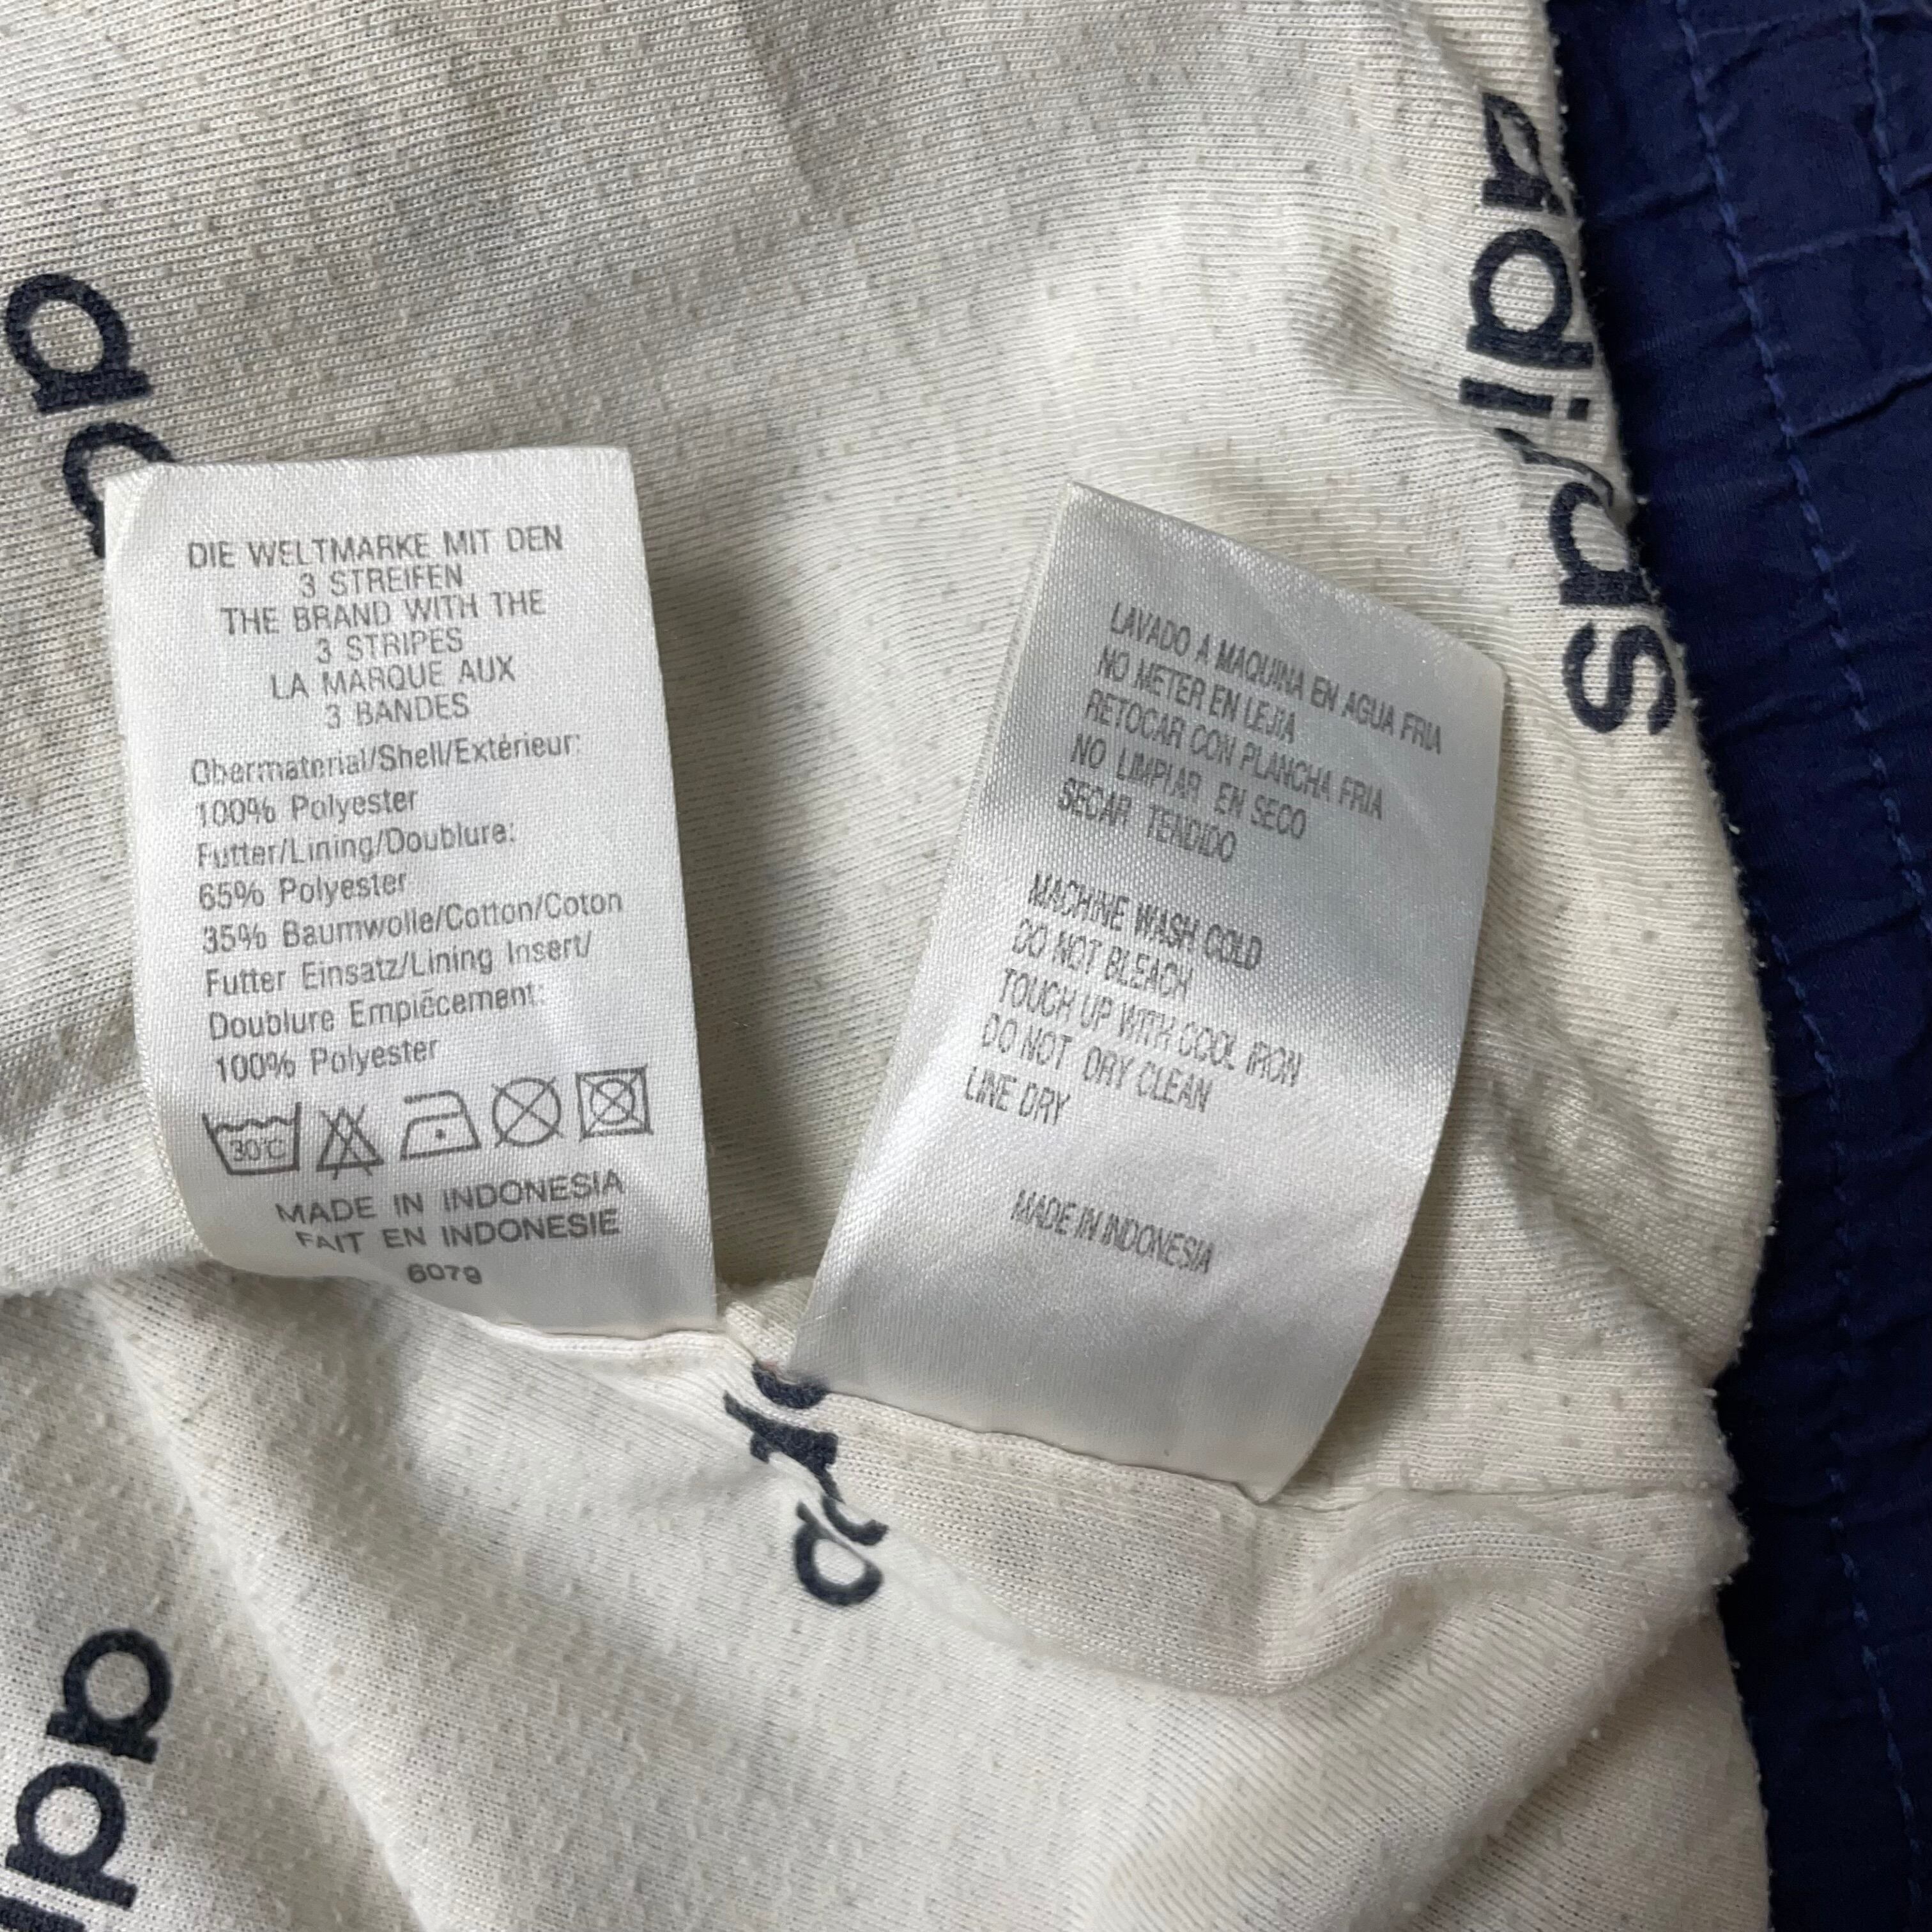 DIE WELTMARKE MIT DEN
3 STREIFEN
THE BRAND WITH THE
3 STRIPES
LA MARQUE AUX
3 BANDES
Obermaterial/Shell/Extérieur:
100% Polyester
Futter/Lining/Doublure:
65% Polyester
35% Baumwolle/Cotton/Coton
Futter Einsatz/Lining Insert/
Doublure Empiécement:
100% Polyester
30°C
MADE IN INDONESIA
FAIT EN INDONESIE
6079
LAVADO A MAQUINA EN AGUA FRIA
NO METER EN LEJIA
RETOCAR CON PLANCHA FRIA
NO LIMPIAR EN SECO
SECAR TENDIDO
MACHINE WASH COLD
DO NOT BLEACH
TOUCH UP WITH COOL IRON
DO NOT DRY CLEAN
LINE DRY
MADE IN INDONESIA
adidas